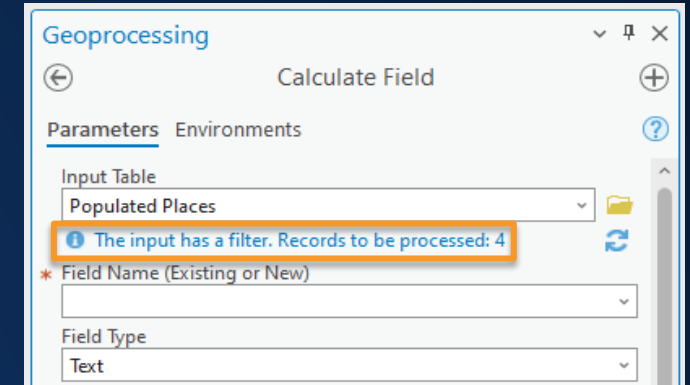 Geoprocessing
Calculate Field
Parameters Environments
Input Table
Populated Places
The input has a filter. Records to be processed: 4
* Field Name (Existing or New)
Field Type
Text